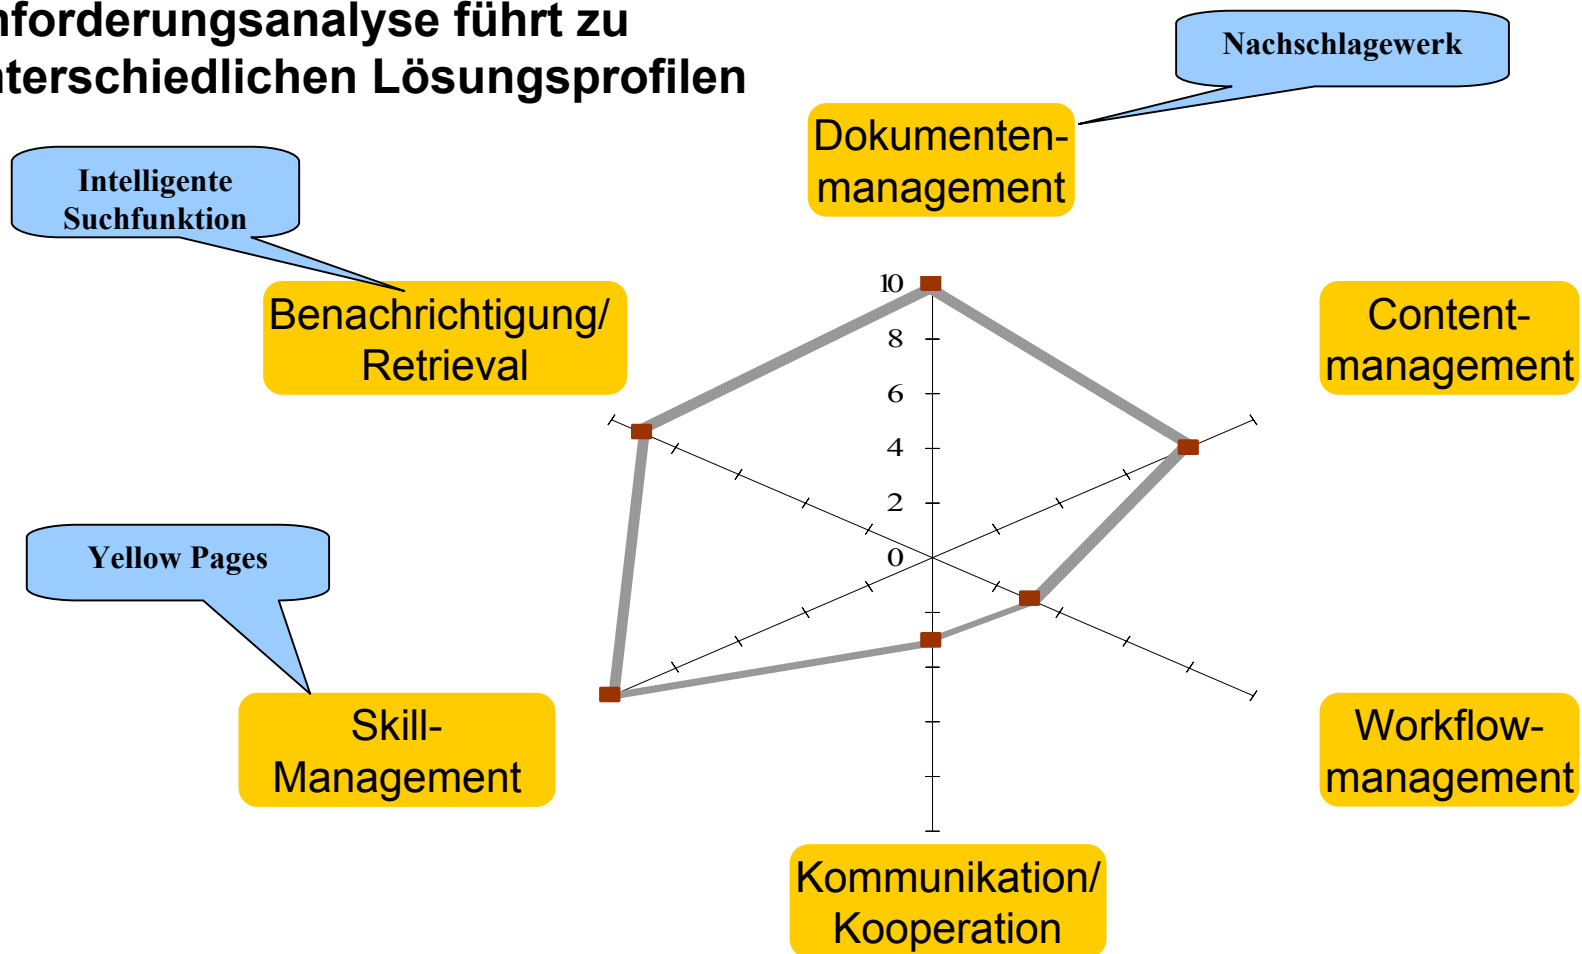 nforderungsanalyse führt zu
nterschiedlichen Lösungsprofilen
Nachschlagewerk
Dokumenten-
management
Intelligente
Suchfunktion
Benachrichtigung/
Retrieval
Content-
management
10
8
6
4
2
0
Yellow Pages
Skill-
Management
Workflow-
management
Kommunikation/
Kooperation